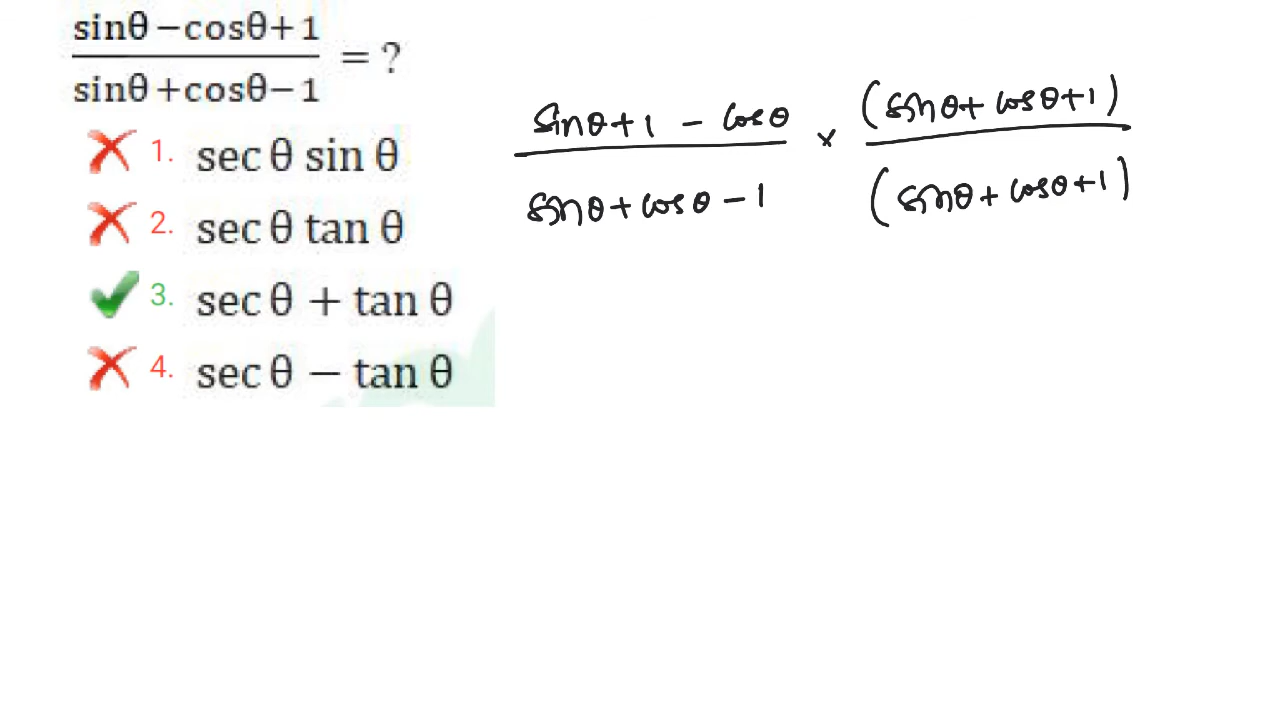 sinθ−cosθ+1
sinθ+cosθ−1
= ?
1. sec θ sin θ
2. sec θ tan θ
3. sec θ + tan θ
4. sec θ − tan θ
sinθ+1 − cosθ × (sinθ+cosθ+1)
sinθ+cosθ−1 (sinθ+cosθ+1)